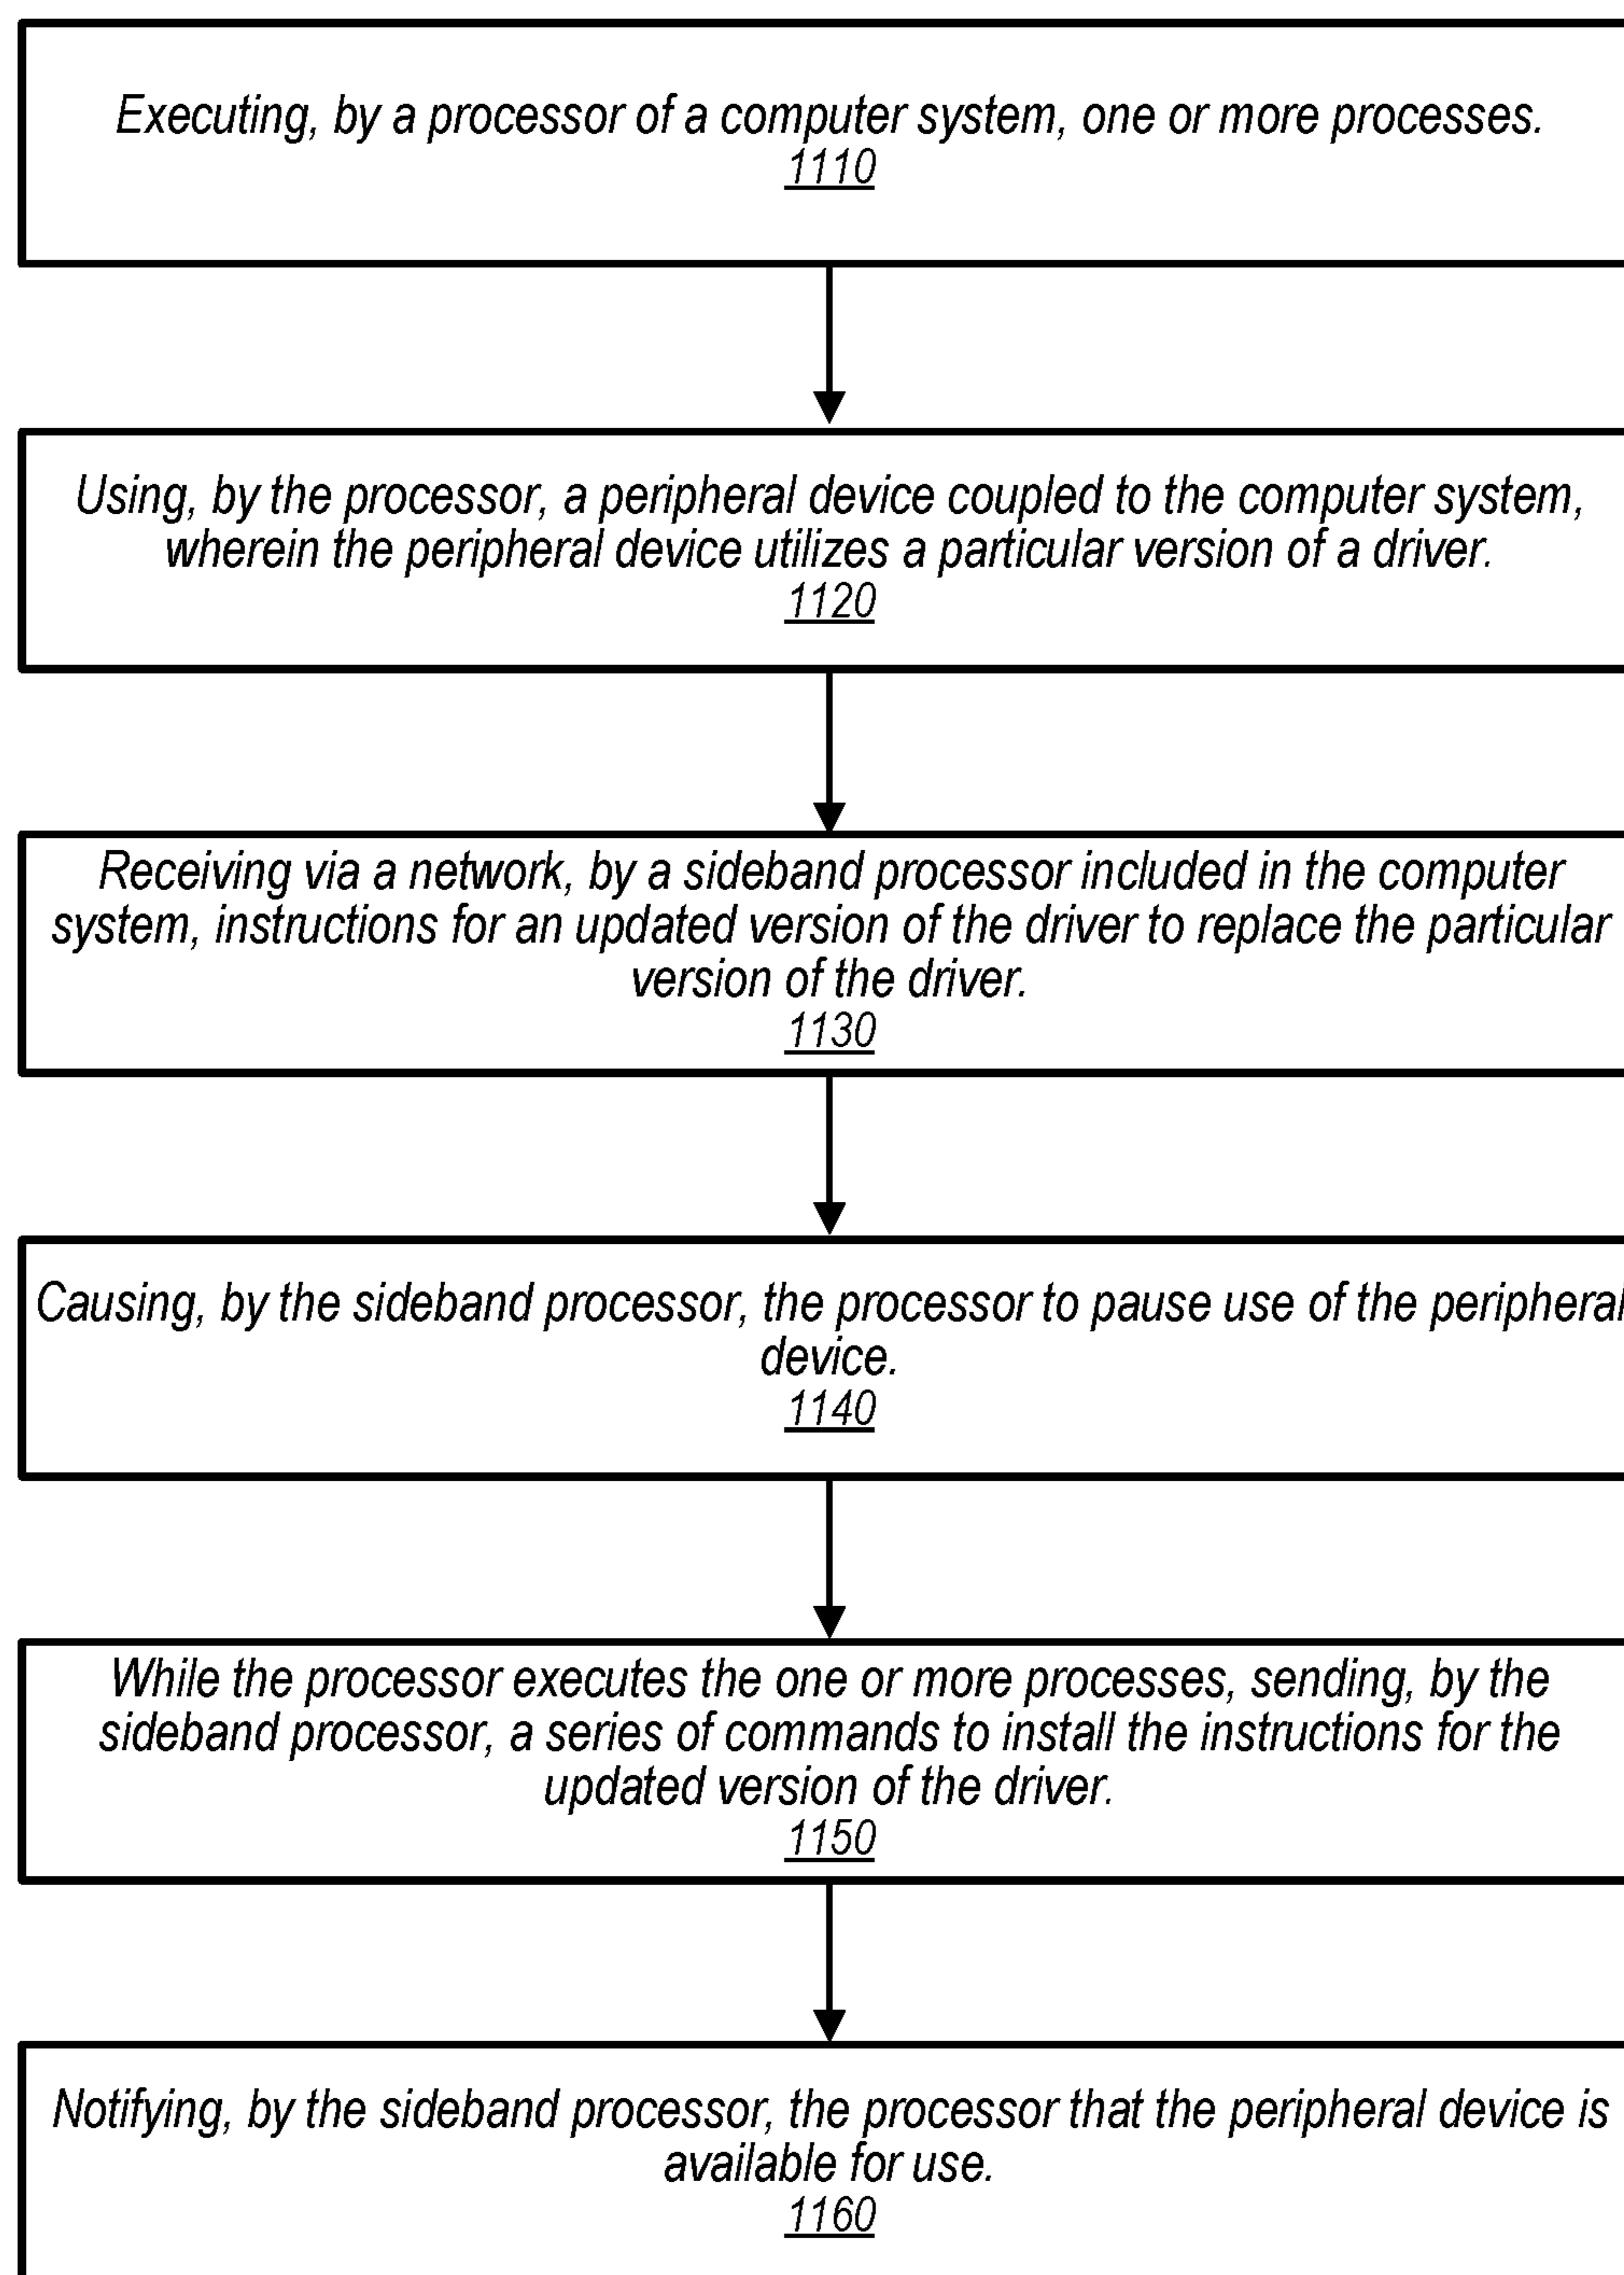 Executing, by a processor of a computer system, one or more processes.
1110
Using, by the processor, a peripheral device coupled to the computer system,
wherein the peripheral device utilizes a particular version of a driver.
1120
Receiving via a network, by a sideband processor included in the computer
system, instructions for an updated version of the driver to replace the particular
version of the driver.
1130
Causing, by the sideband processor, the processor to pause use of the peripheral
device.
1140
While the processor executes the one or more processes, sending, by the
sideband processor, a series of commands to install the instructions for the
updated version of the driver.
1150
Notifying, by the sideband processor, the processor that the peripheral device is
available for use.
1160